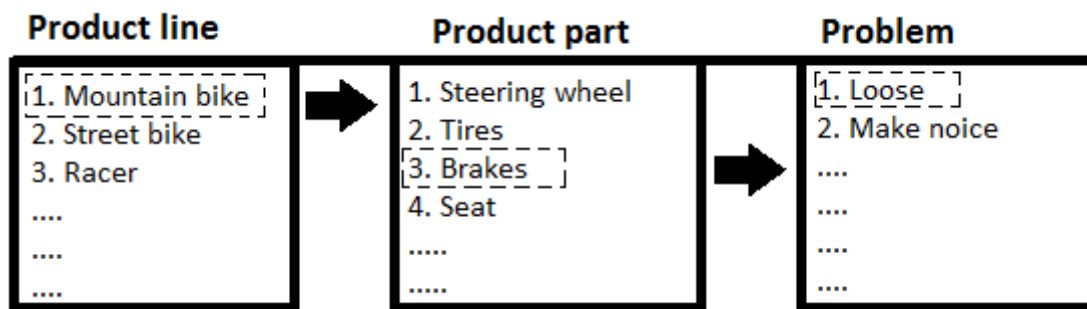 Product line
1. Mountain bike
2. Street bike
3. Racer
....
....
....
Product part
1. Steering wheel
2. Tires
3. Brakes
4. Seat
.....
.....
Problem
1. Loose
2. Make noice
....
....
....
....